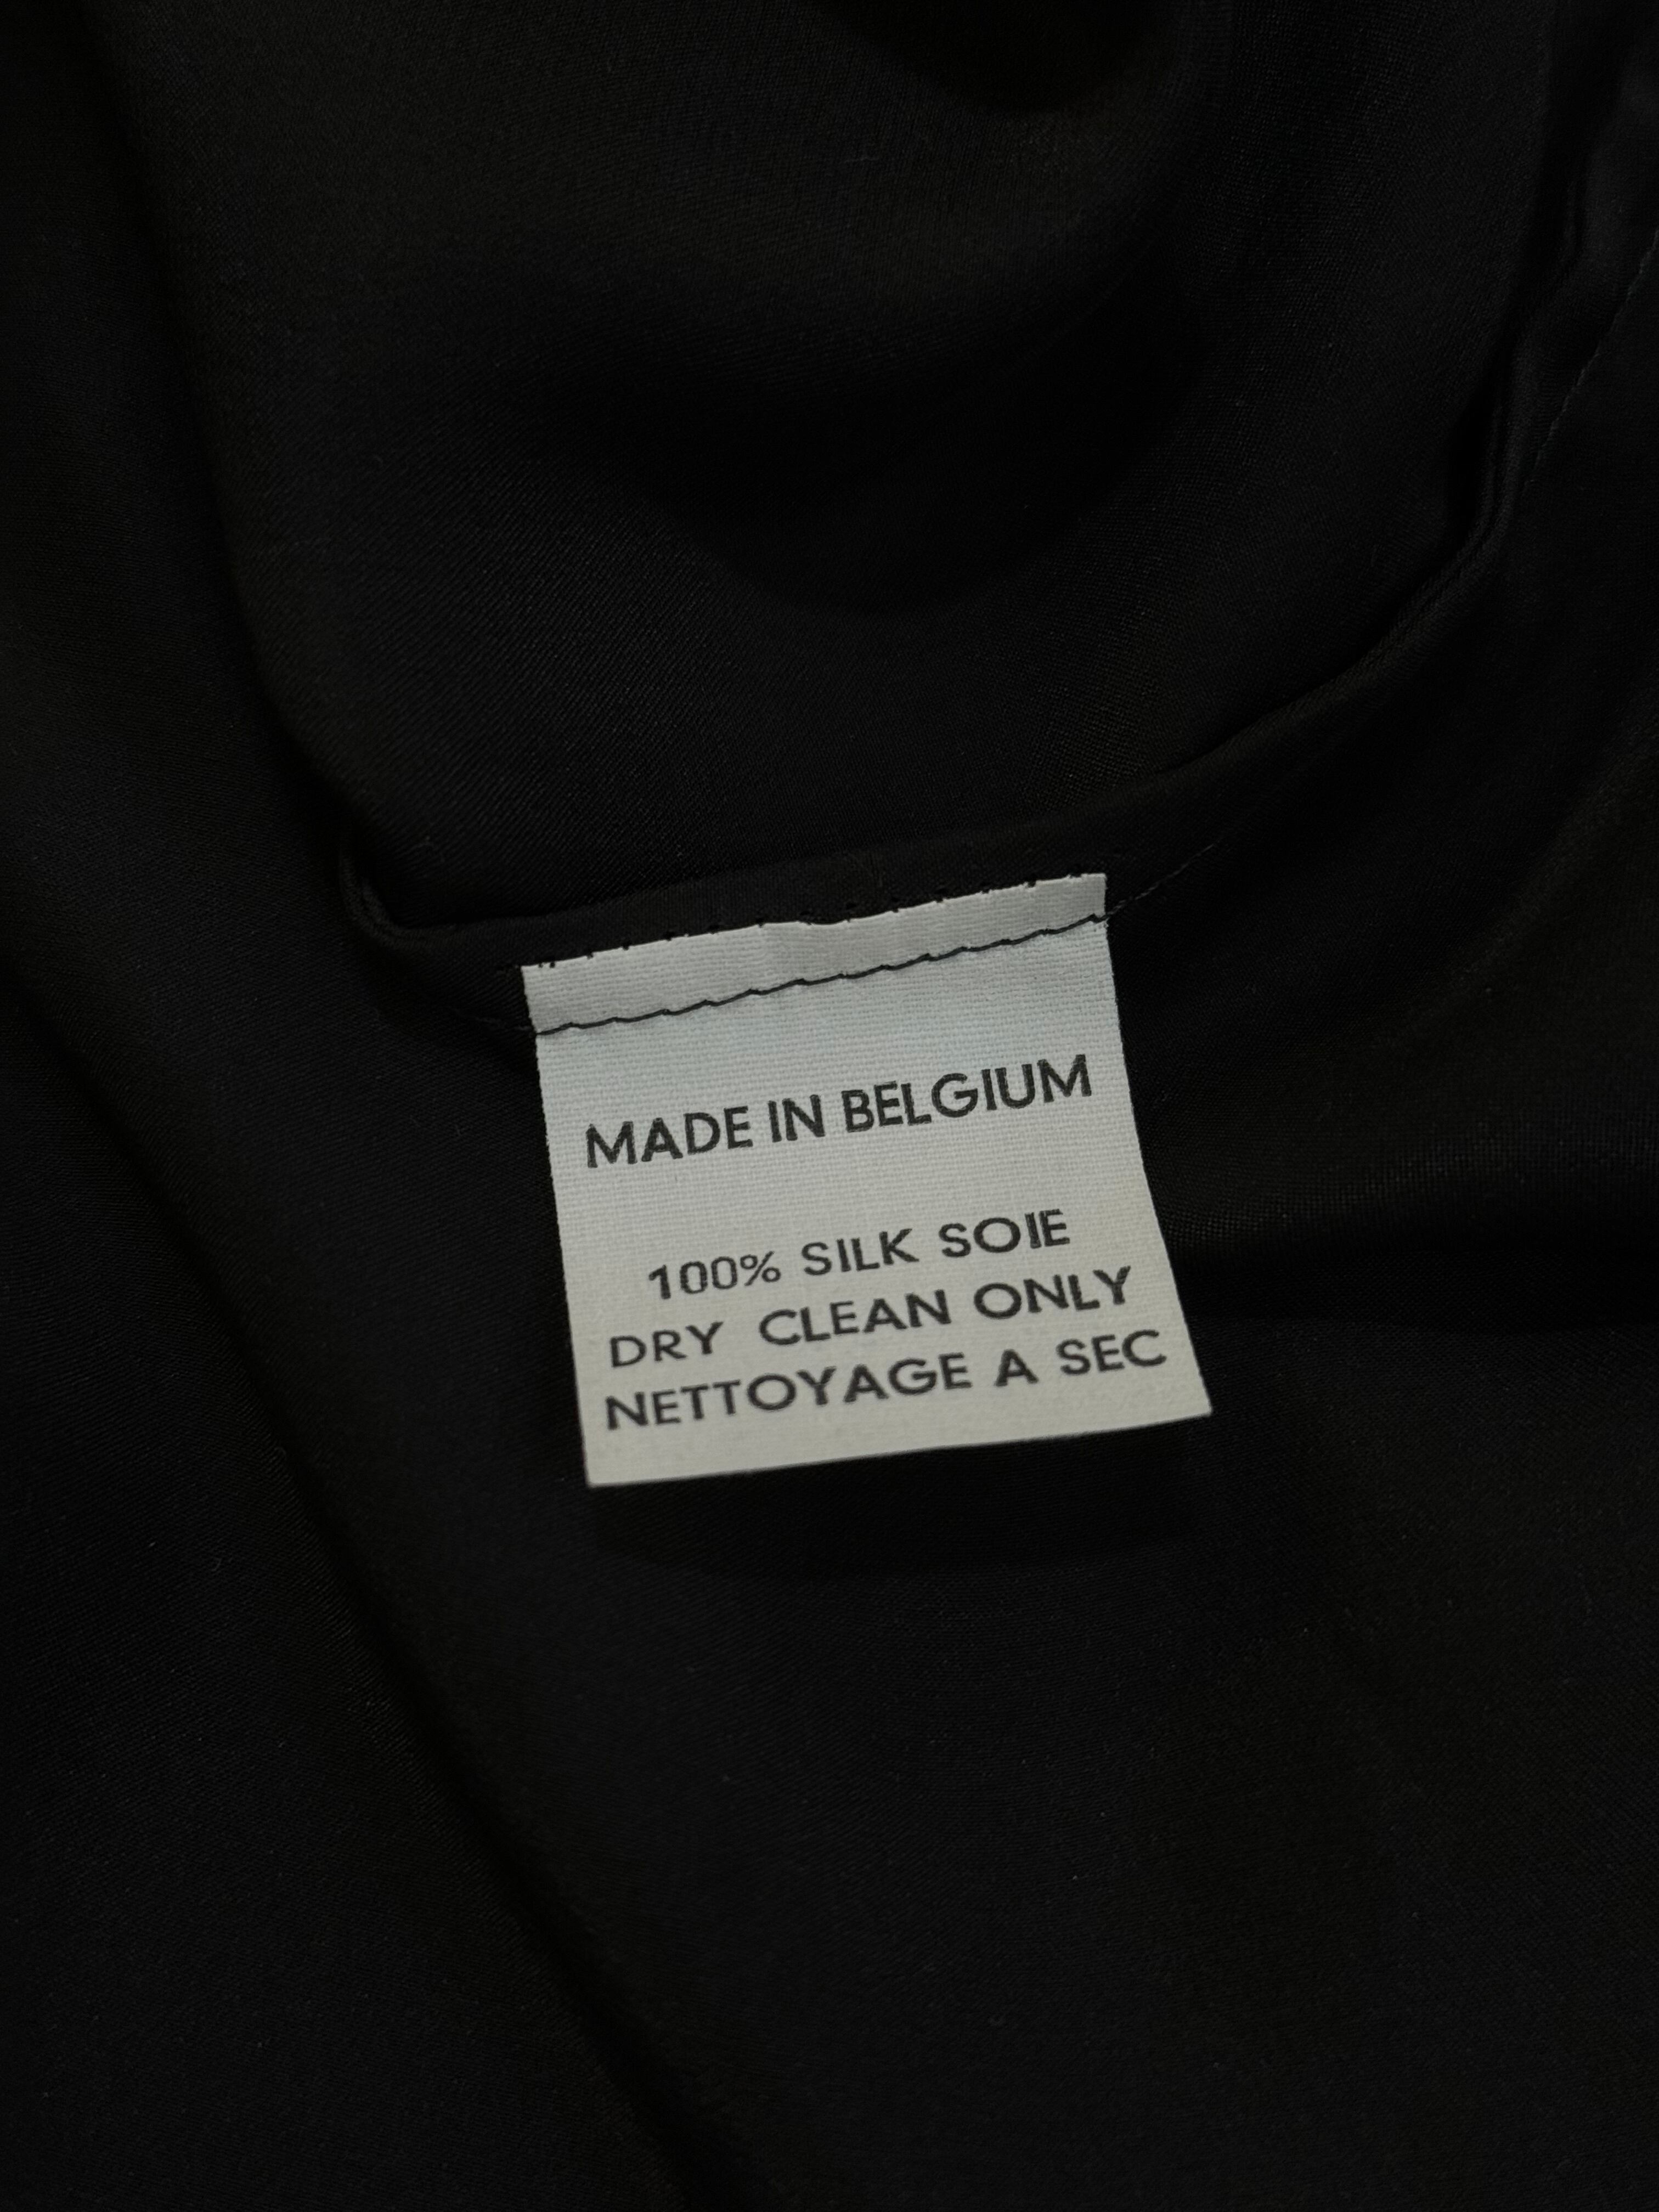 MADE IN BELGIUM
100% SILK SOIE
DRY CLEAN ONLY
NETTOYAGE A SEC